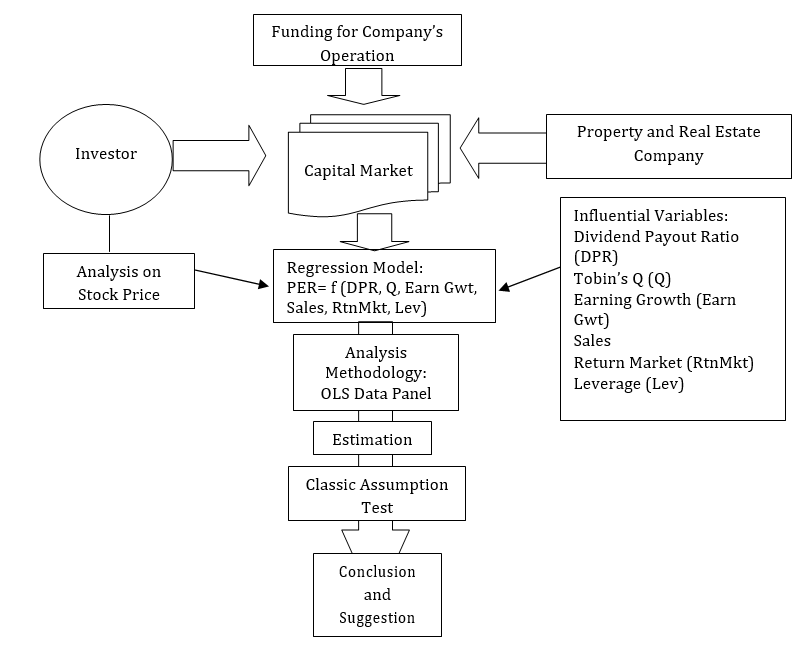 Funding for Company’s
Operation
Investor
Capital Market
Property and Real Estate
Company
Analysis on
Stock Price
Regression Model:
PER= f (DPR, Q, Earn Gwt,
Sales, RtnMkt, Lev)
Influential Variables:
Dividend Payout Ratio
(DPR)
Tobin’s Q (Q)
Earning Growth (Earn
Gwt)
Sales
Return Market (RtnMkt)
Leverage (Lev)
Analysis
Methodology:
OLS Data Panel
Estimation
Classic Assumption
Test
Conclusion
and
Suggestion